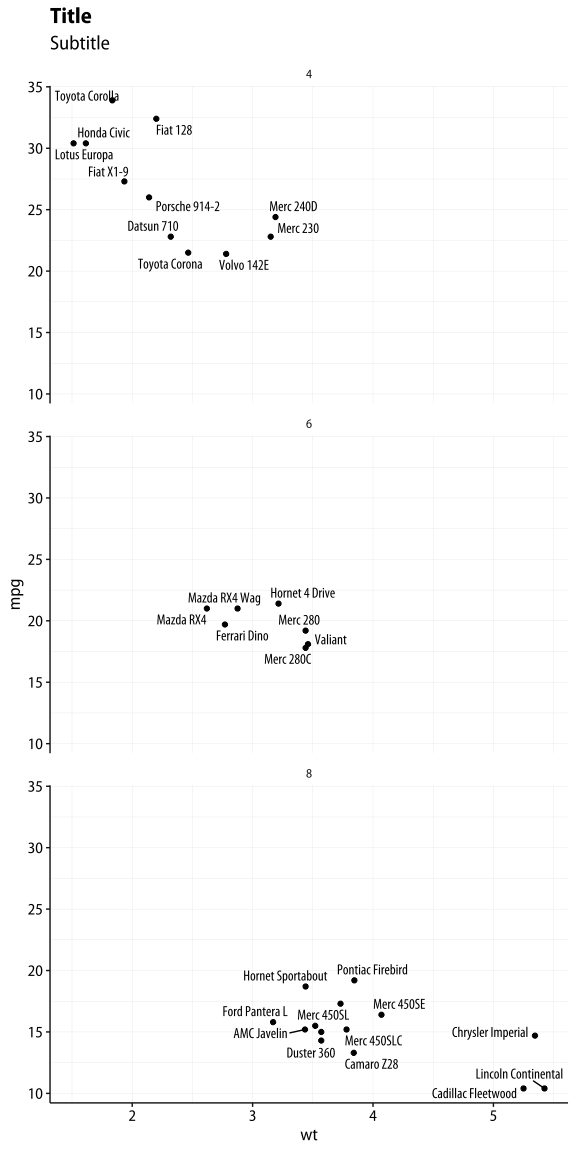 Title
Subtitle
4
35
Toyota Corolla
Fiat 128
Honda Civic
30
Lotus Europa
Fiat X1-9
Porsche 914-2
25
Merc 240D
Datsun 710
Merc 230
Toyota Corona
Volvo 142E
20
15
10
6
35
30
25
Mazda RX4 Wag
Hornet 4 Drive
Mazda RX4
Merc 280
20
Ferrari Dino
Valiant
Merc 280C
15
10
mpg
8
35
30
25
20
Hornet Sportabout
Pontiac Firebird
Ford Pantera L
Merc 450SL
Merc 450SE
AMC Javelin
15
Chrysler Imperial
Duster 360
Merc 450SLC
Camaro Z28
Lincoln Continental
Cadillac Fleetwood
10
2 3 4 5
wt